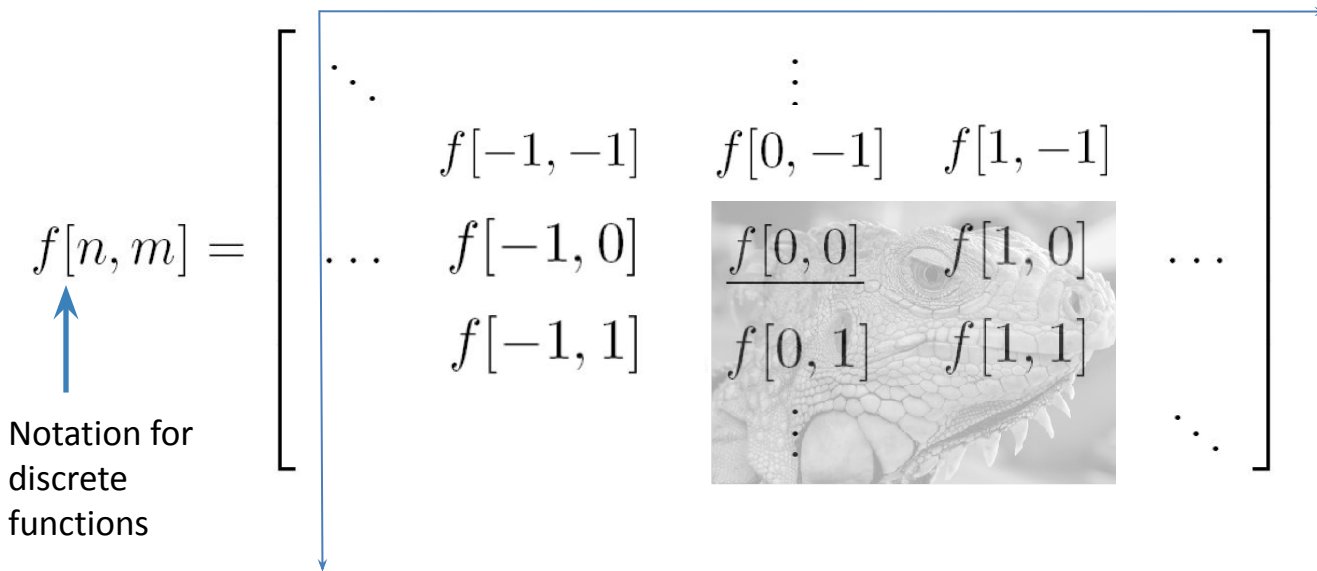 ⋱ ⋮
f[−1, −1] f[0, −1] f[1, −1]
f[n, m] = … f[−1, 0] f[0, 0] f[1, 0] …
f[−1, 1] f[0, 1] f[1, 1]
⋮ ⋱
Notation for
discrete
functions